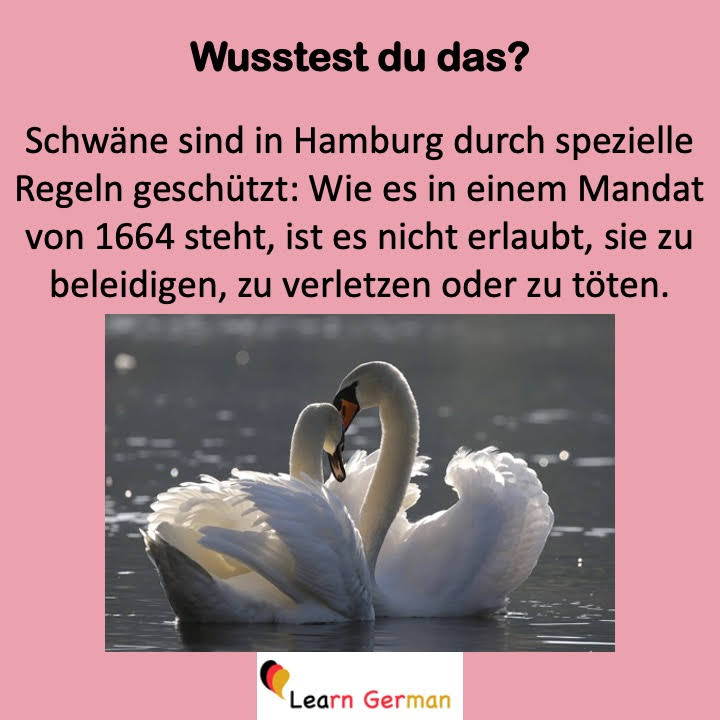 Wusstest du das?
Schwäne sind in Hamburg durch spezielle
Regeln geschützt: Wie es in einem Mandat
von 1664 steht, ist es nicht erlaubt, sie zu
beleidigen, zu verletzen oder zu töten.
Learn German